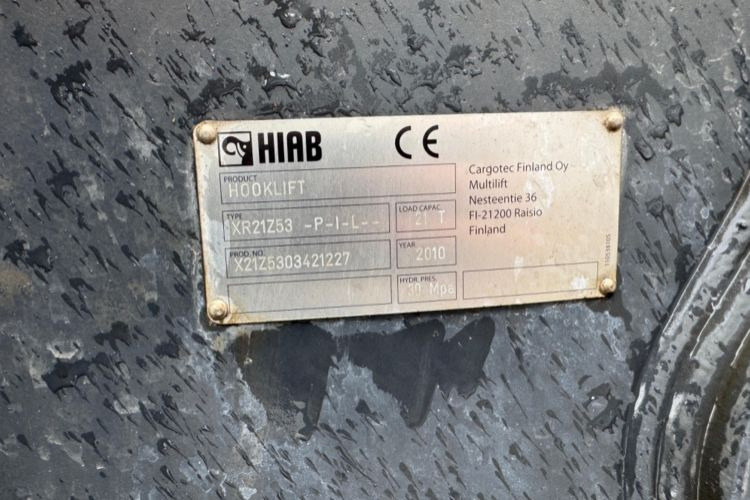 HIAB CE
PRODUCT
HOOKLIFT
TYPE
XR21Z53 -P-I-L--
LOAD CAPAC.
21 T
PROD. NO.
X21Z5303421227
YEAR
2010
HYDR. PRES.
31 Mpa
Cargotec Finland Oy
Multilift
Nesteentie 36
FI-21200 Raisio
Finland